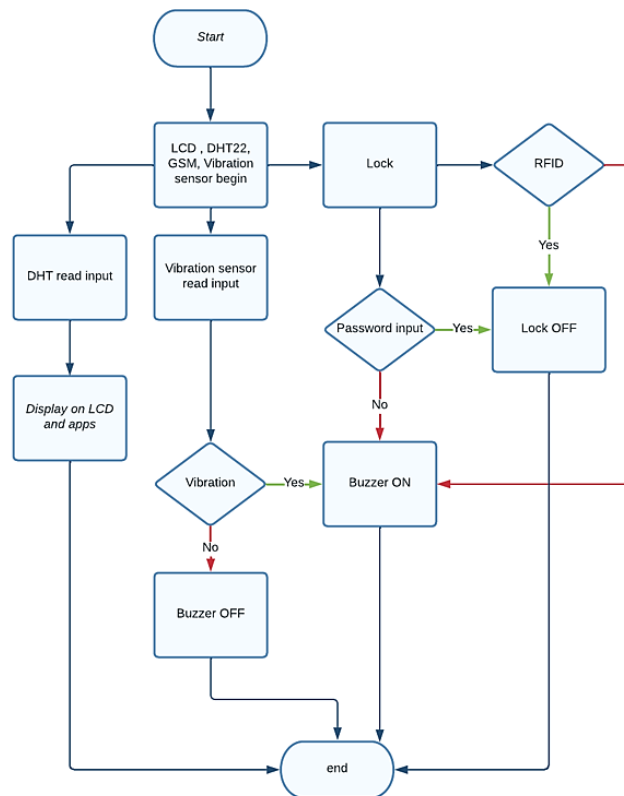 Start
LCD , DHT22,
GSM, Vibration
sensor begin
Lock
RFID
Yes
DHT read input
Vibration sensor
read input
Password input
Yes
Lock OFF
No
Display on LCD
and apps
Vibration
Yes
Buzzer ON
No
Buzzer OFF
end